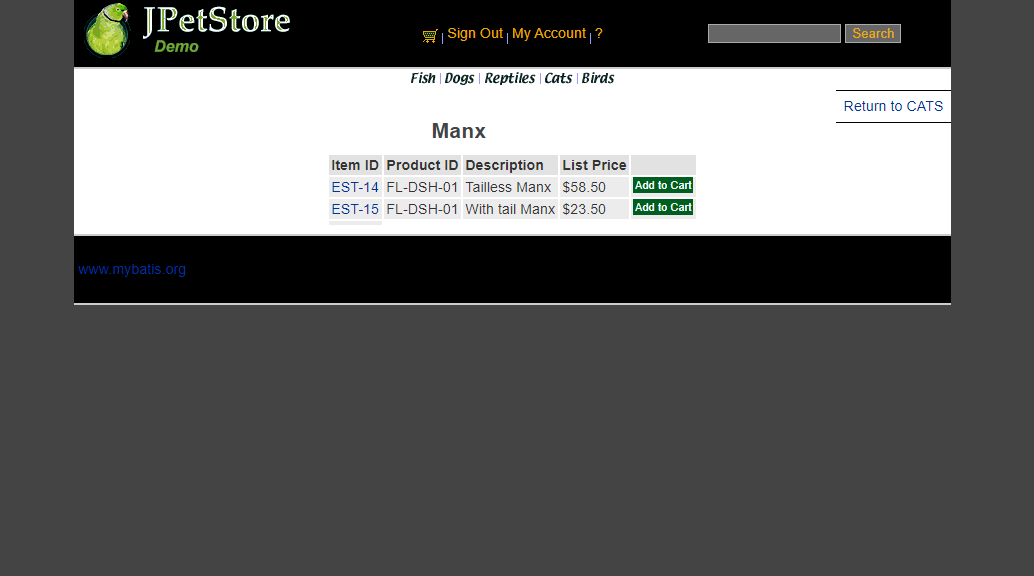 JPetStore
Demo
Sign Out | My Account | ?
Search
Fish | Dogs | Reptiles | Cats | Birds
Return to CATS
Manx
Item ID Product ID Description List Price
EST-14 FL-DSH-01 Tailless Manx $58.50 Add to Cart
EST-15 FL-DSH-01 With tail Manx $23.50 Add to Cart
www.mybatis.org